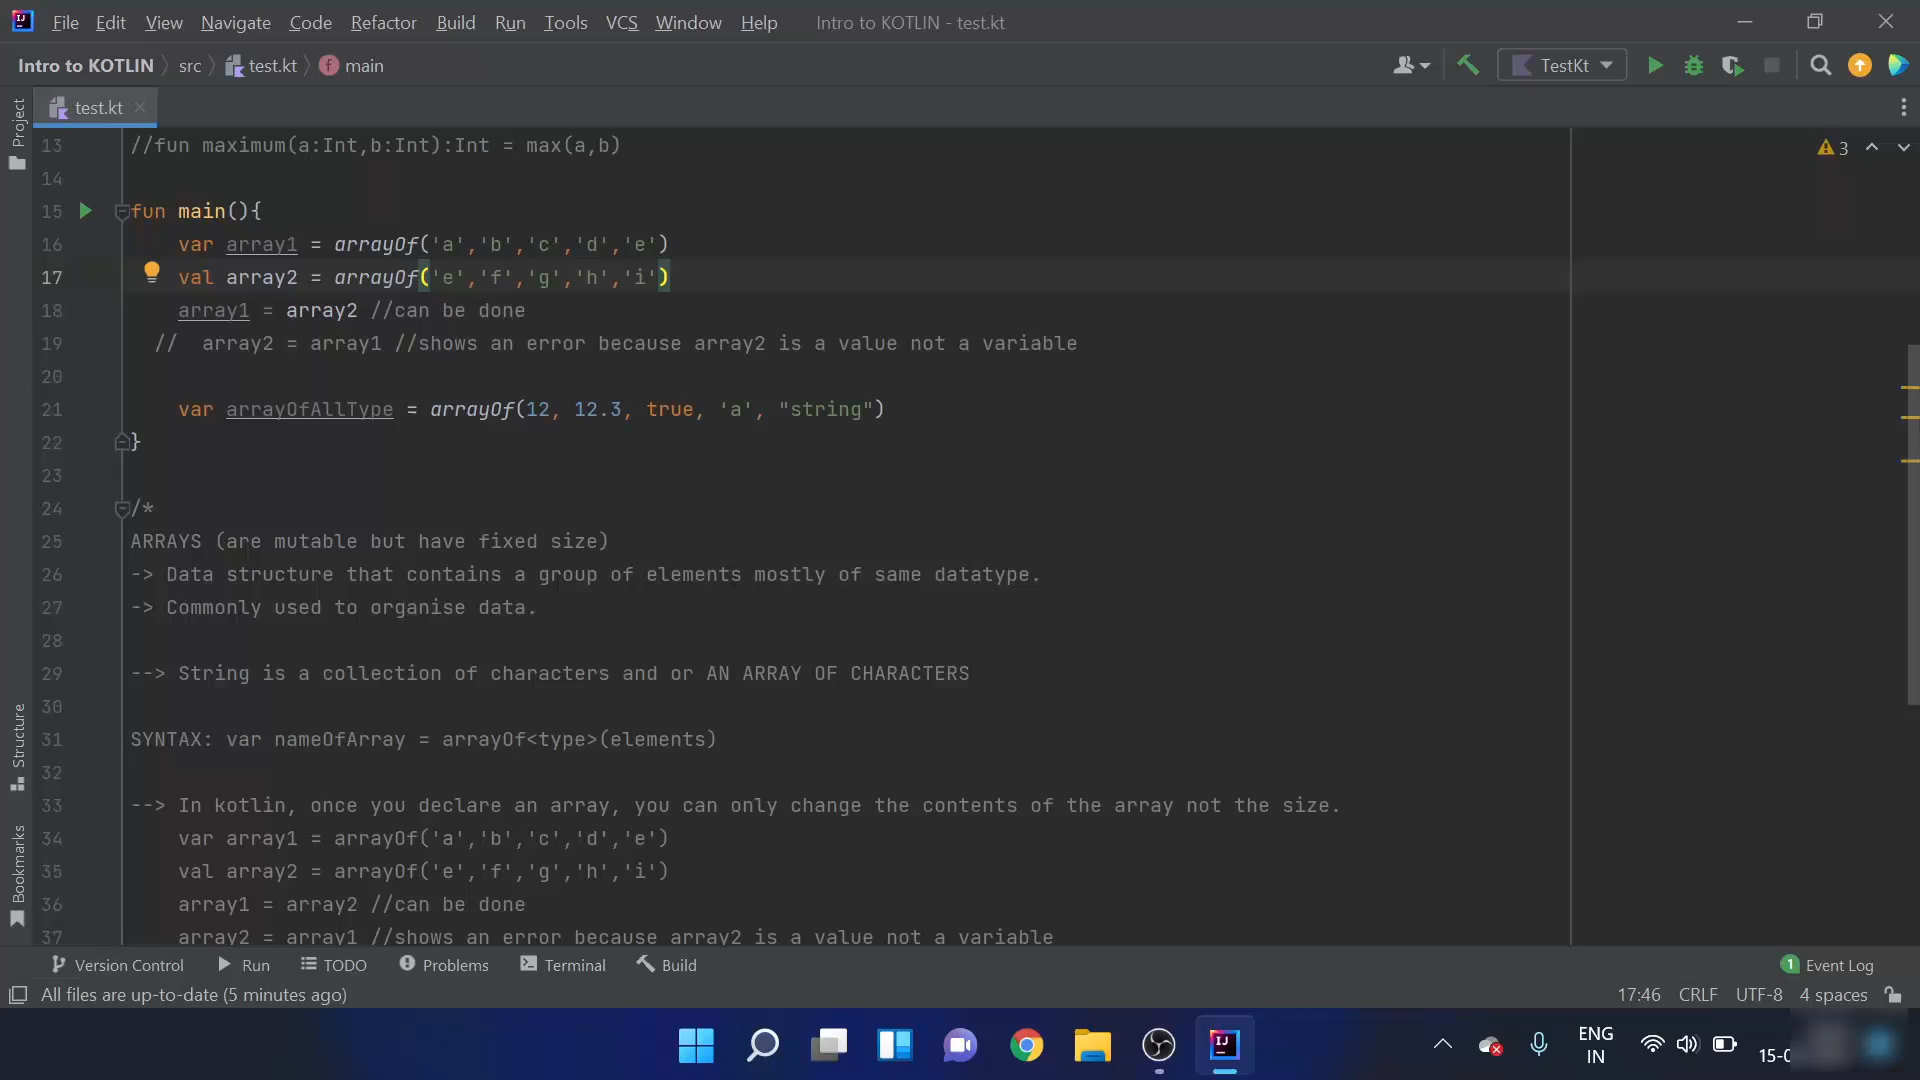 File Edit View Navigate Code Refactor Build Run Tools VCS Window Help Intro to KOTLIN - test.kt
Intro to KOTLIN src test.kt f main TestKt
test.kt
Project
3
13 //fun maximum(a:Int,b:Int):Int = max(a,b)
14
15 fun main(){
16 var array1 = arrayOf('a','b','c','d','e')
17 val array2 = arrayOf('e','f','g','h','i')
18 array1 = array2 //can be done
19 // array2 = array1 //shows an error because array2 is a value not a variable
20
21 var arrayOfAllType = arrayOf(12, 12.3, true, 'a', "string")
22 }
23
24 /*
25 ARRAYS (are mutable but have fixed size)
26 -> Data structure that contains a group of elements mostly of same datatype.
27 -> Commonly used to organise data.
28
29 --> String is a collection of characters and or AN ARRAY OF CHARACTERS
30
31 SYNTAX: var nameOfArray = arrayOf<type>(elements)
32
33 --> In kotlin, once you declare an array, you can only change the contents of the array not the size.
34 var array1 = arrayOf('a','b','c','d','e')
35 val array2 = arrayOf('e','f','g','h','i')
36 array1 = array2 //can be done
37 array2 = array1 //shows an error because array2 is a value not a variable
Structure
Bookmarks
Version Control Run TODO Problems Terminal Build 1 Event Log
All files are up-to-date (5 minutes ago) 17:46 CRLF UTF-8 4 spaces
ENG
IN
15-0